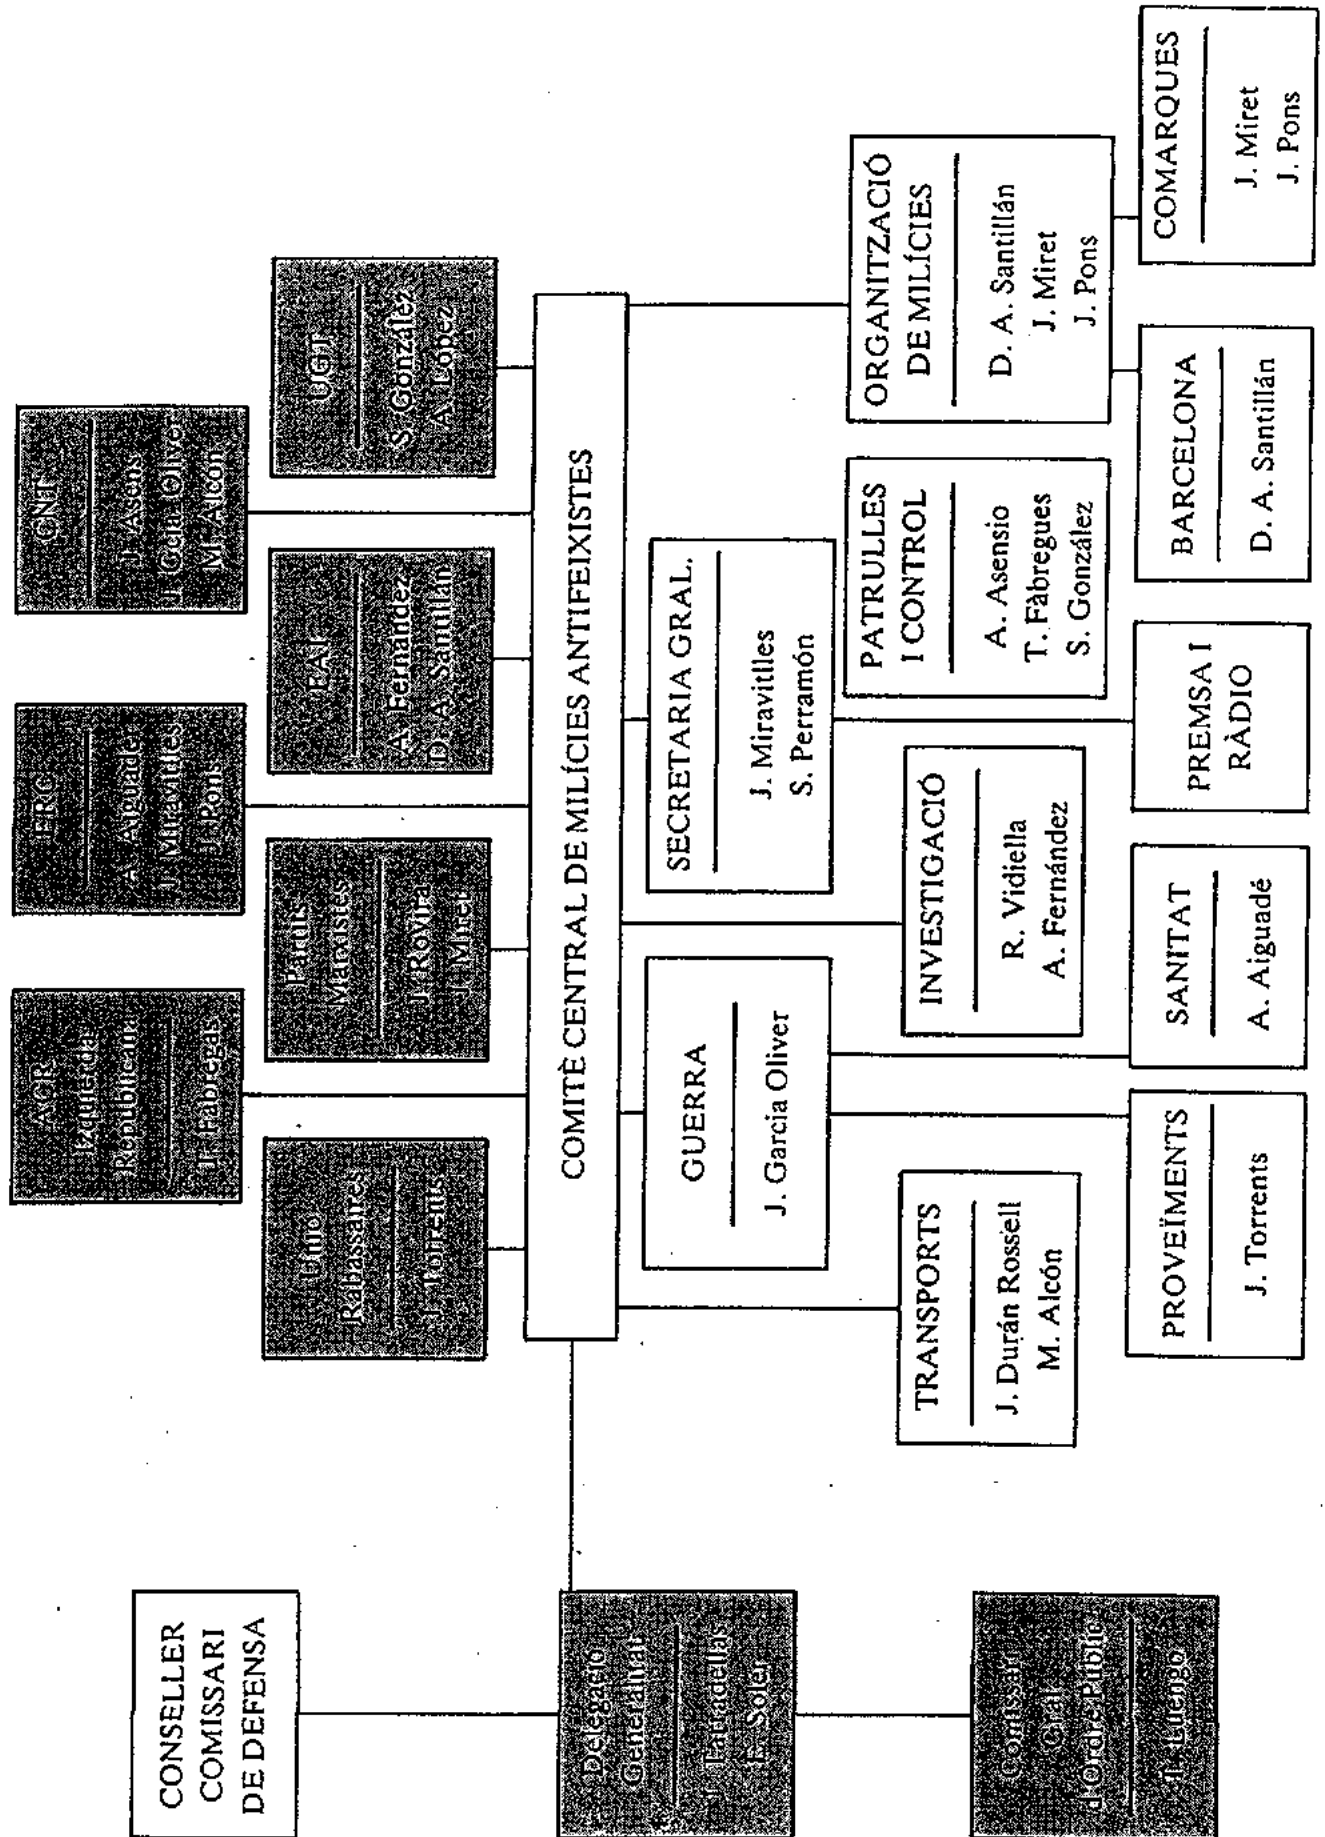 CONSELLER
COMISSARI
DE DEFENSA
Delegació
Generalitat
J. Tarradellas
Soler
Comissari
Gral.
d'Ordre Públic
Luengo
ACR
Izquierda
Republicana
T. Fàbregas
ERC
A. Aiguadé
J. Miravitlles
J. Pons
CNT
J. Asens
J. Gcia. Oliver
M. Alcón
Unió
Rabassaires
J. Torrents
Partits
Marxistes
J. Rovira
J. Miret
FAI
A. Fernández
D. A. Santillán
UGT
S. González
A. López
COMITÈ CENTRAL DE MILÍCIES ANTIFEIXISTES
GUERRA
J. García Oliver
SECRETARIA GRAL.
J. Miravitlles
S. Perramón
TRANSPORTS
J. Durán Rossell
M. Alcón
INVESTIGACIÓ
R. Vidiella
A. Fernández
PATRULLES
I CONTROL
A. Asensio
T. Fàbregues
S. González
ORGANITZACIÓ
DE MILÍCIES
D. A. Santillán
J. Miret
J. Pons
PROVEÏMENTS
J. Torrents
SANITAT
A. Aiguadé
PREMSA I
RÀDIO
BARCELONA
D. A. Santillán
COMARQUES
J. Miret
J. Pons